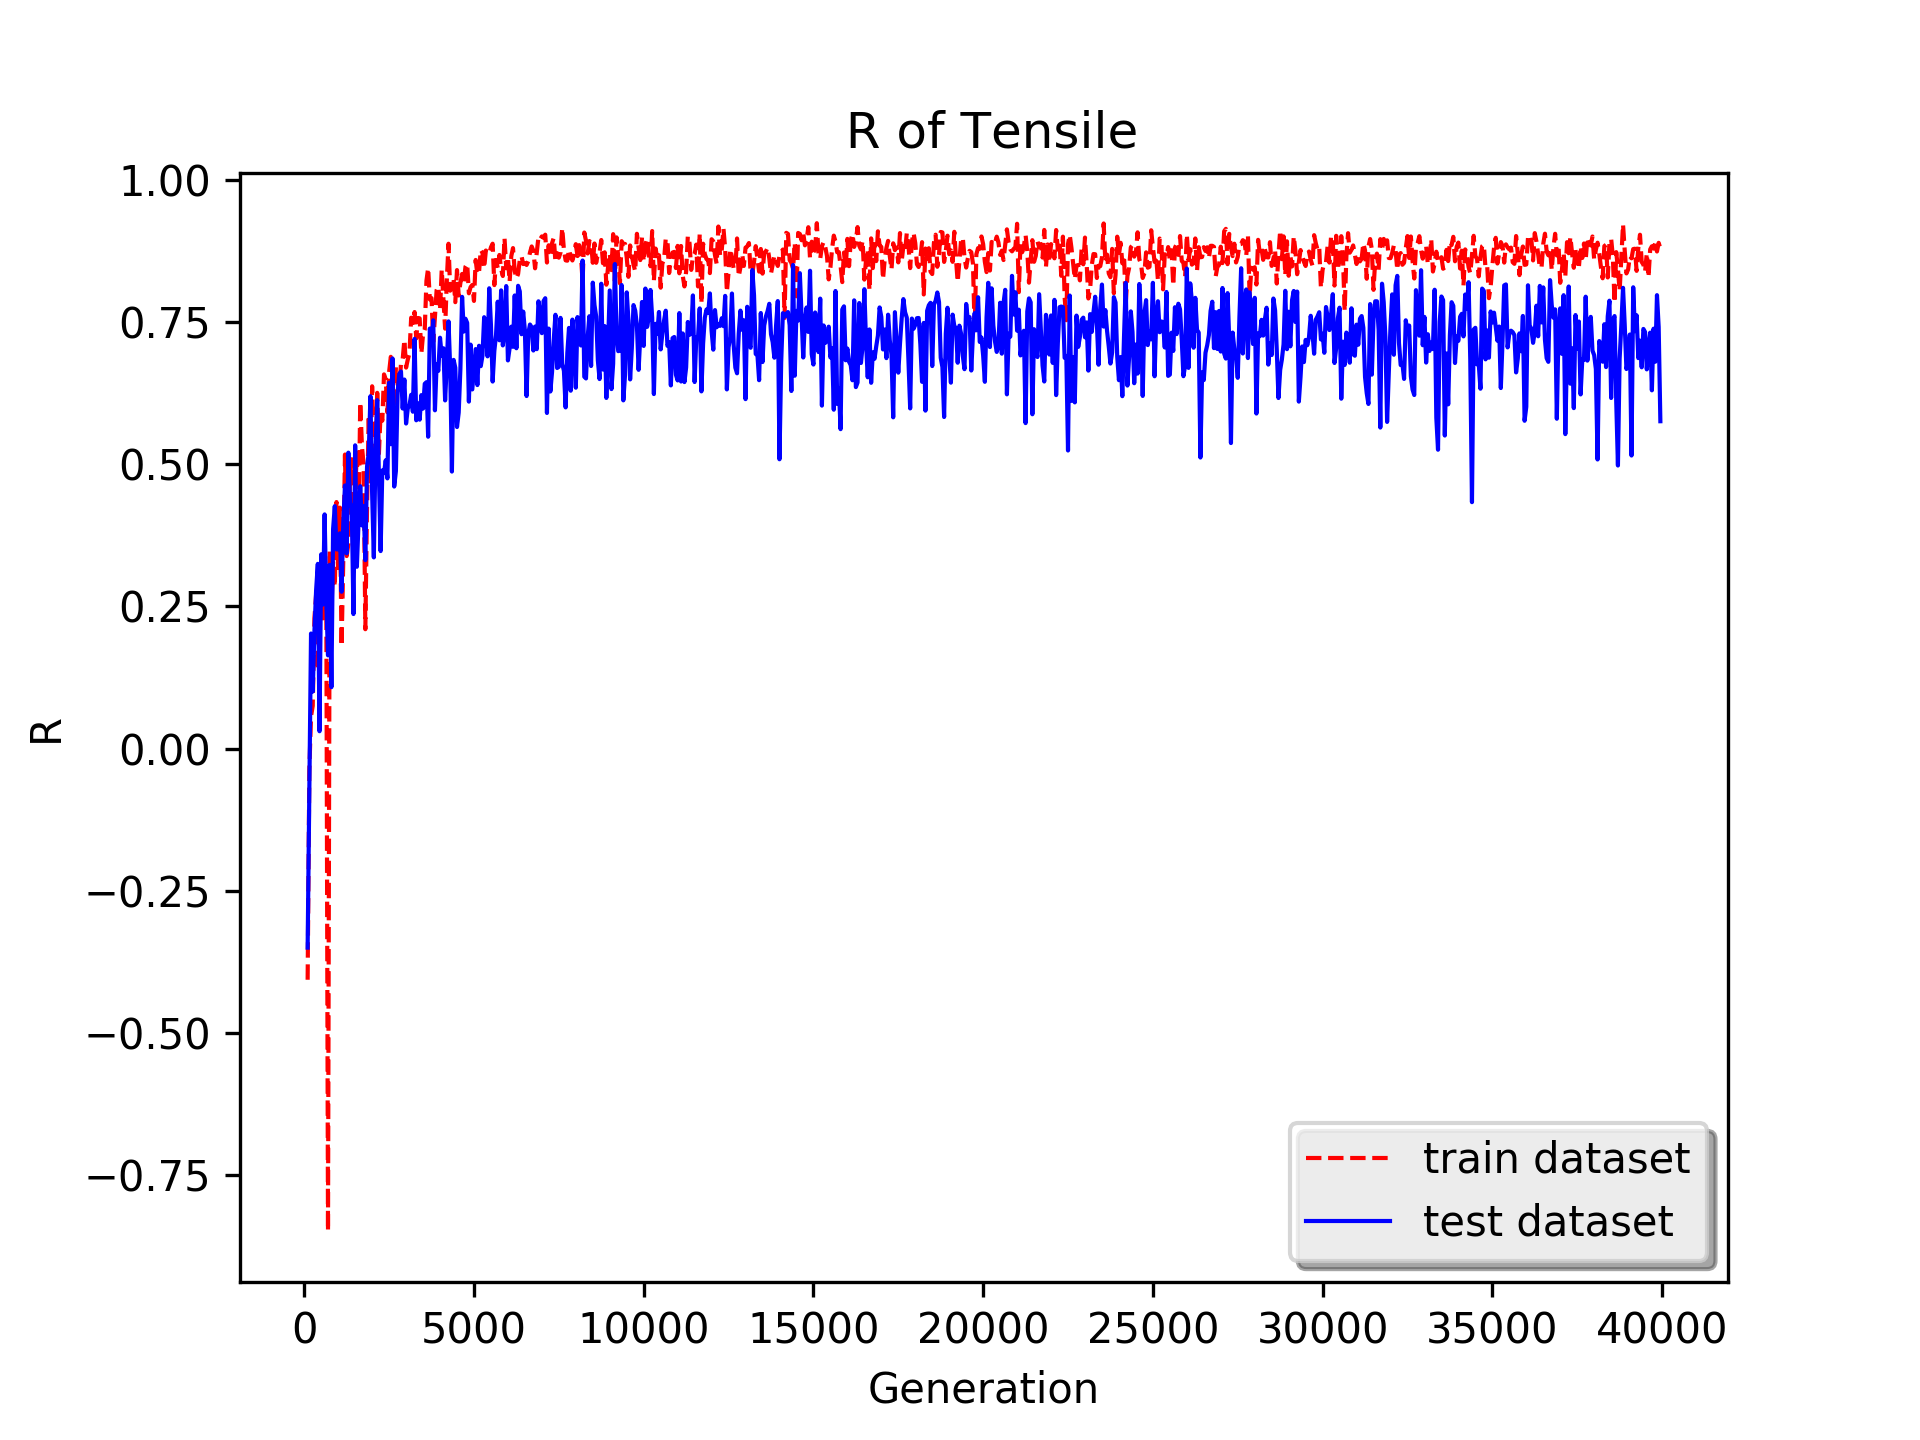 R of Tensile
1.00
0.75
0.50
0.25
0.00
−0.25
−0.50
−0.75
R
0 5000 10000 15000 20000 25000 30000 35000 40000
Generation
train dataset
test dataset